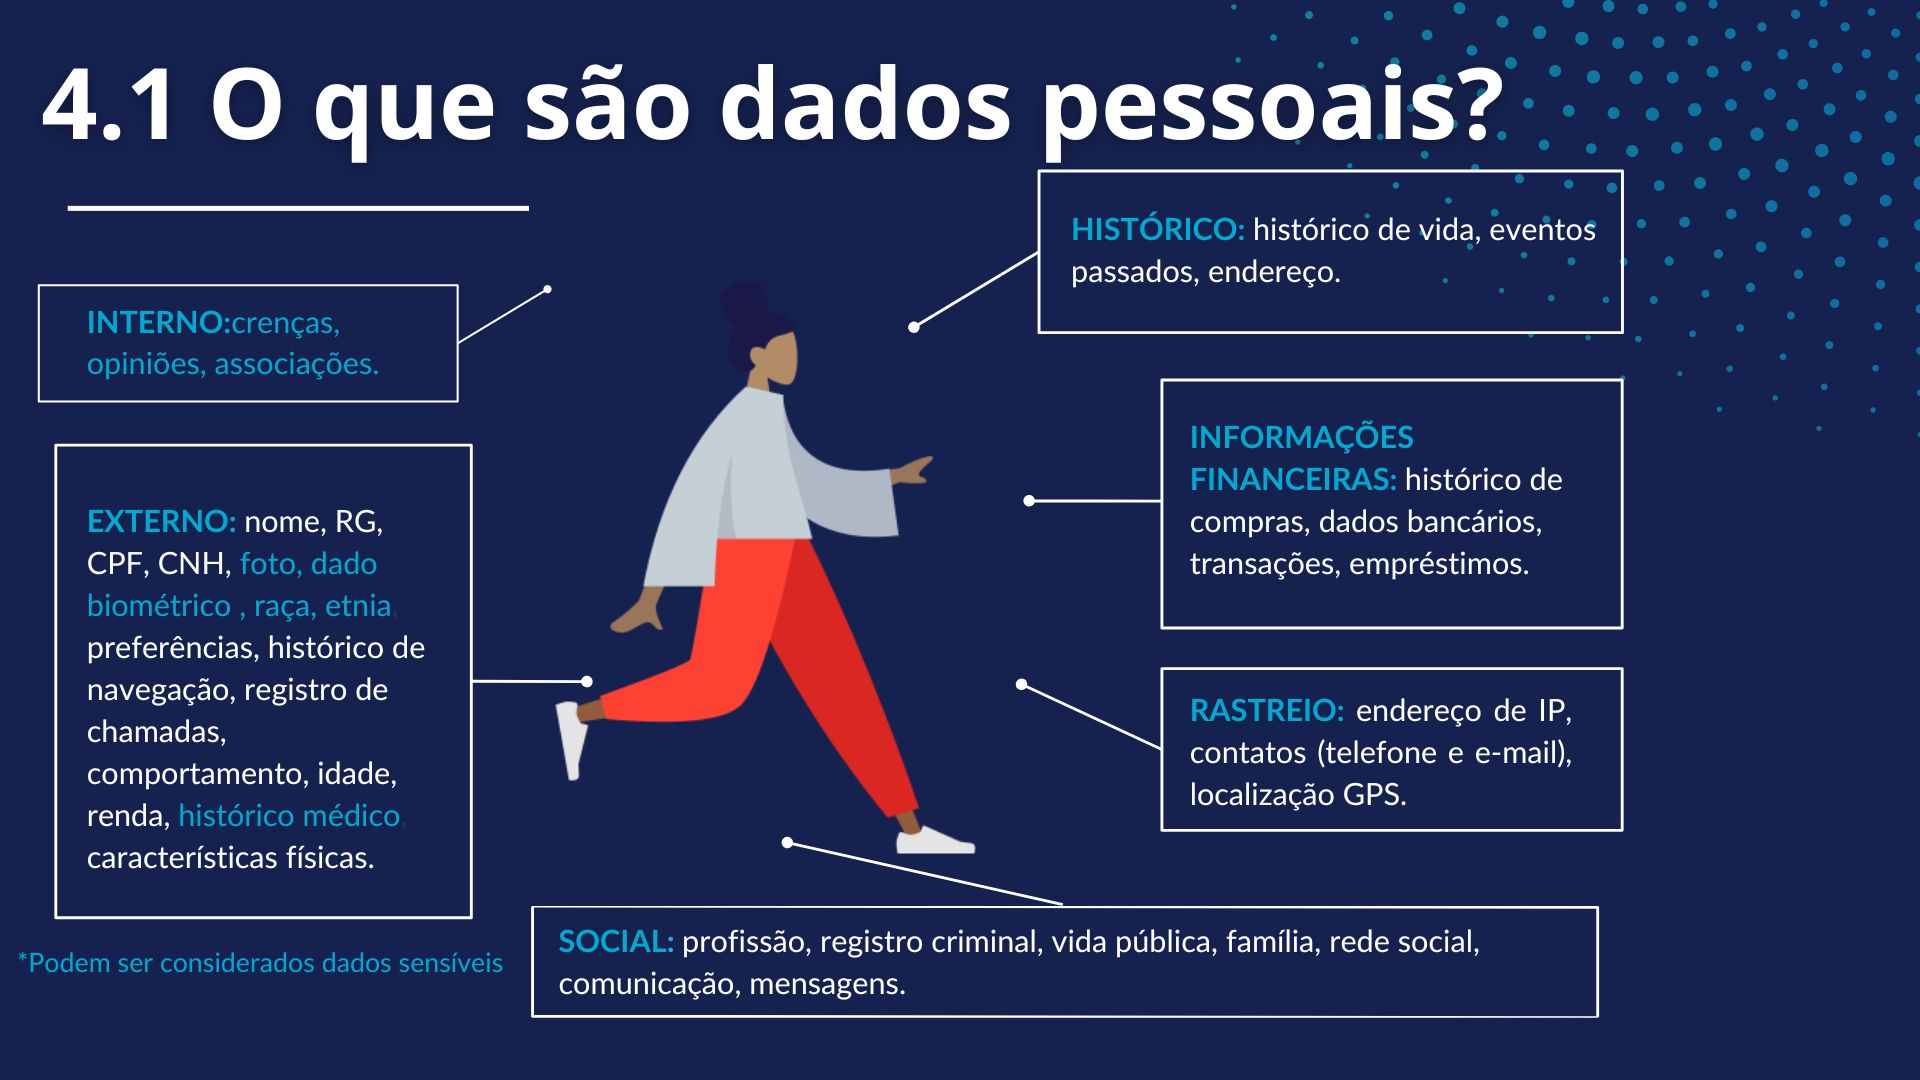 4.1 O que são dados pessoais?
HISTÓRICO: histórico de vida, eventos
passados, endereço.
INTERNO:crenças,
opiniões, associações.
INFORMAÇÕES
FINANCEIRAS: histórico de
compras, dados bancários,
transações, empréstimos.
EXTERNO: nome, RG,
CPF, CNH, foto, dado
biométrico , raça, etnia,
preferências, histórico de
navegação, registro de
chamadas,
comportamento, idade,
renda, histórico médico,
características físicas.
RASTREIO: endereço de IP,
contatos (telefone e e-mail),
localização GPS.
SOCIAL: profissão, registro criminal, vida pública, família, rede social,
comunicação, mensagens.
*Podem ser considerados dados sensíveis